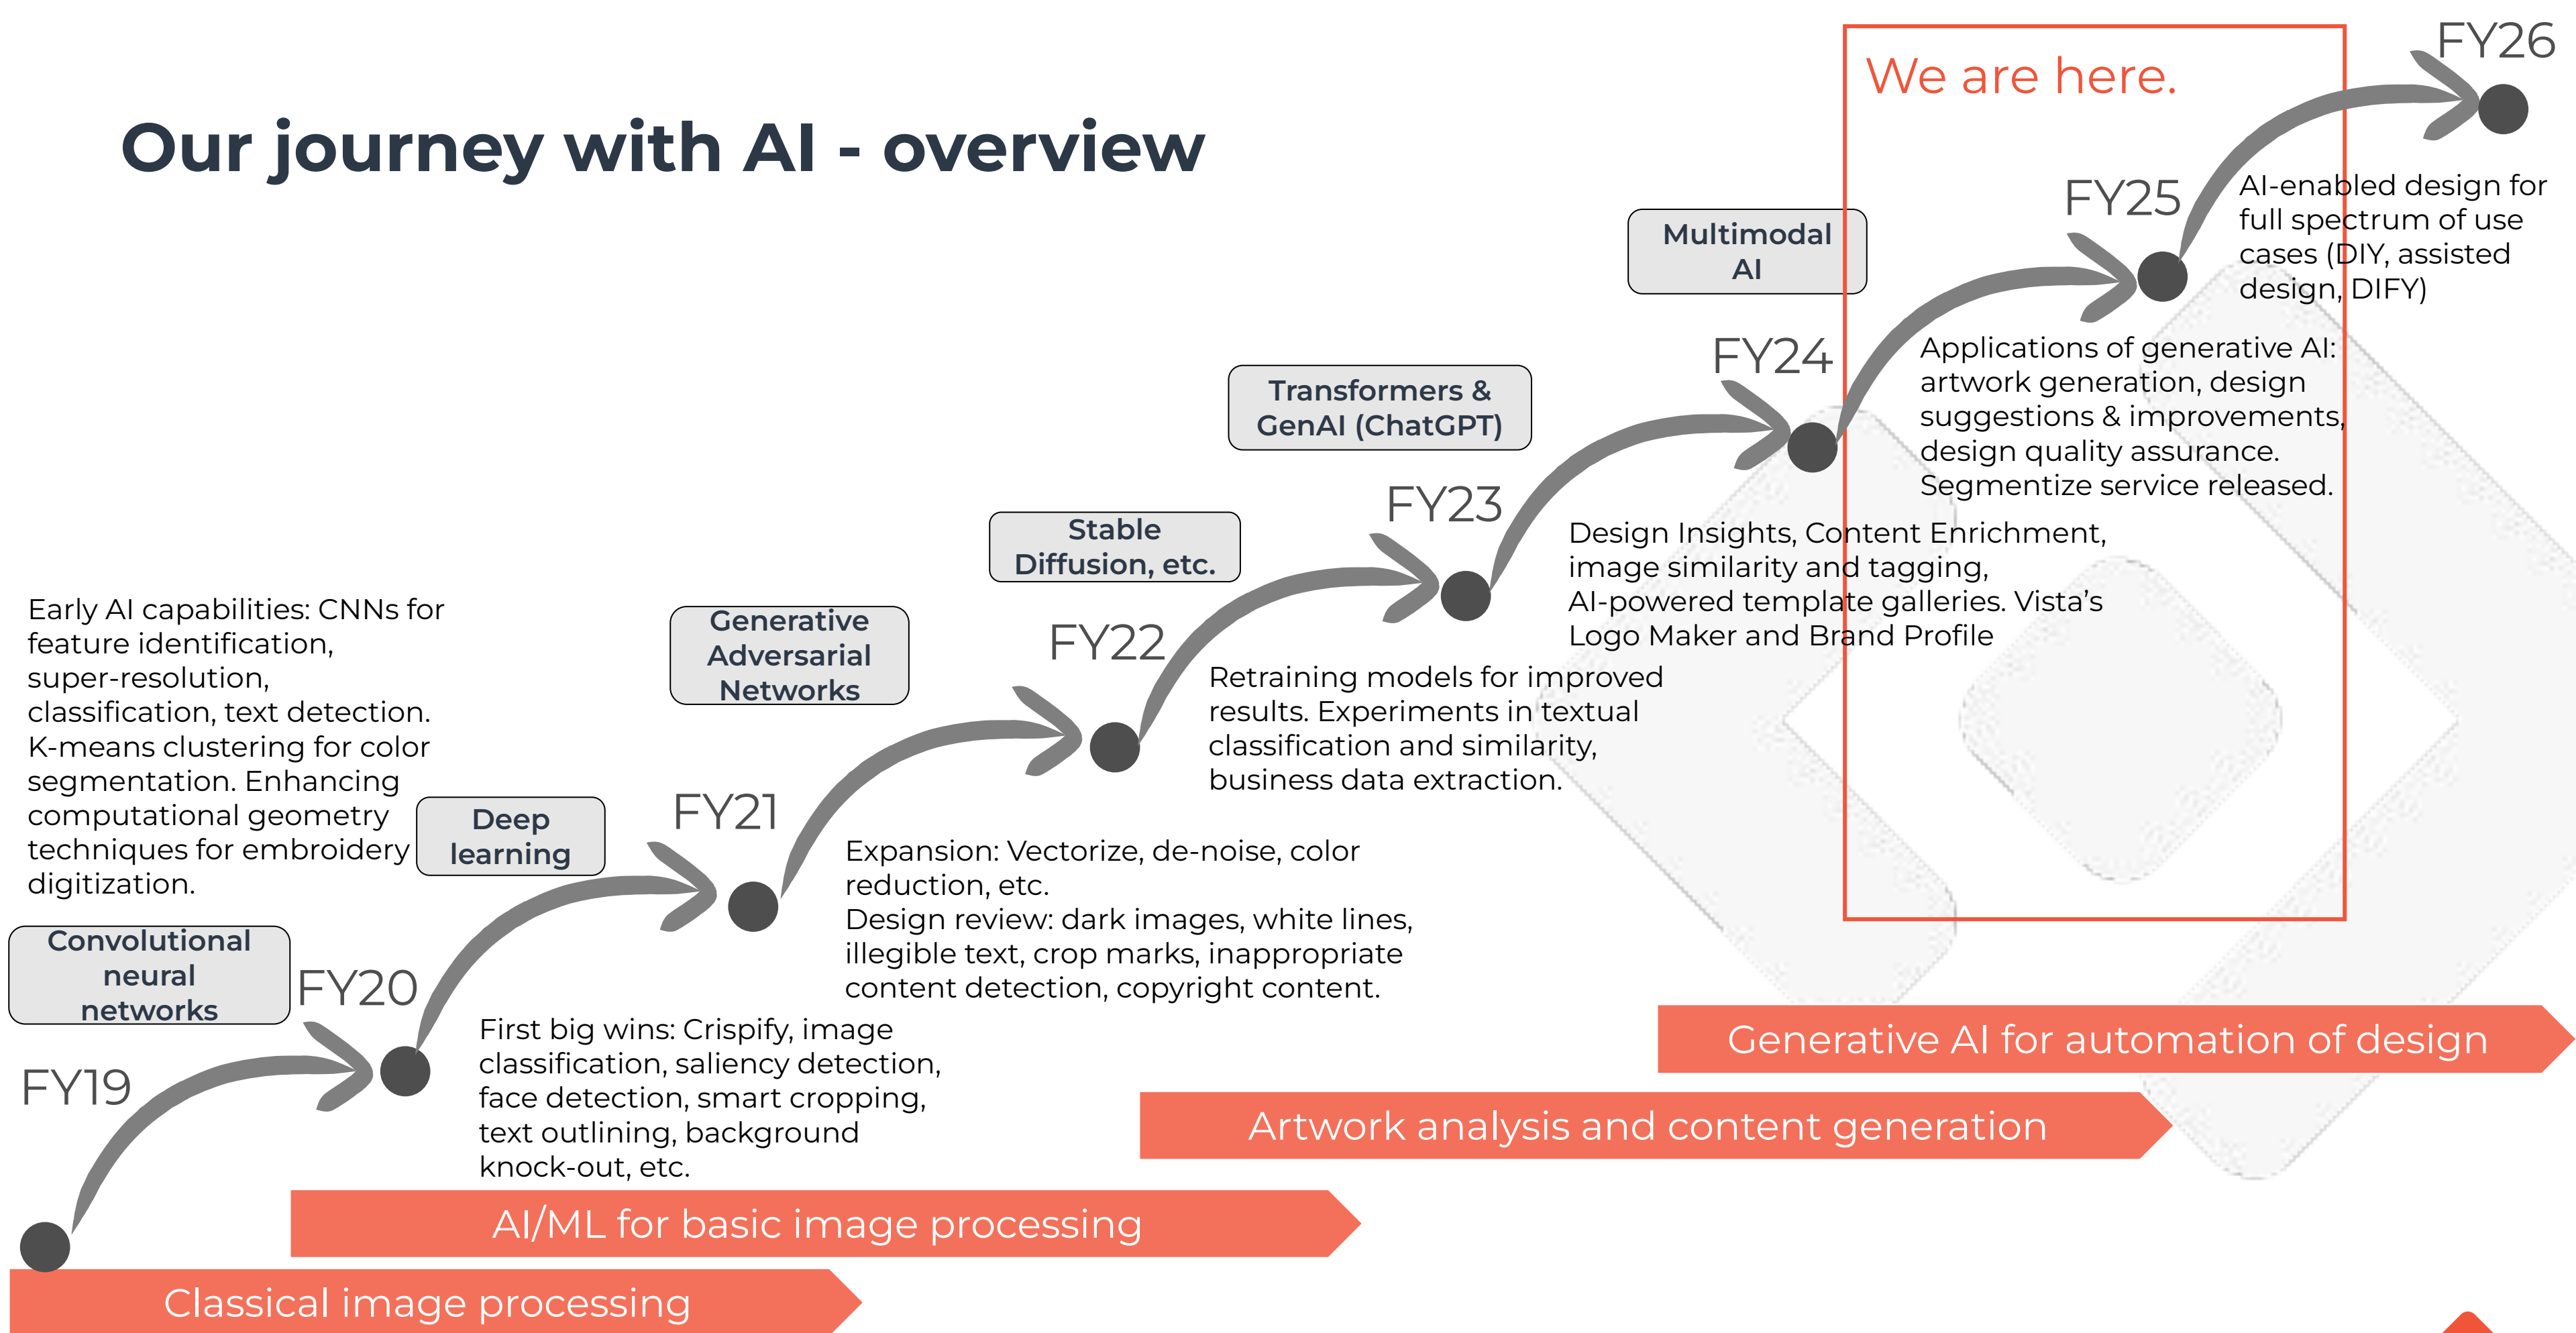 Our journey with AI - overview
We are here.
FY26
AI-enabled design for
full spectrum of use
cases (DIY, assisted
design, DIFY)
FY25
Applications of generative AI:
artwork generation, design
suggestions & improvements,
design quality assurance.
Segmentize service released.
Multimodal
AI
FY24
Design Insights, Content Enrichment,
image similarity and tagging,
AI-powered template galleries. Vista’s
Logo Maker and Brand Profile
Transformers &
GenAI (ChatGPT)
FY23
Retraining models for improved
results. Experiments in textual
classification and similarity,
business data extraction.
Stable
Diffusion, etc.
FY22
Expansion: Vectorize, de-noise, color
reduction, etc.
Design review: dark images, white lines,
illegible text, crop marks, inappropriate
content detection, copyright content.
Generative
Adversarial
Networks
FY21
First big wins: Crispify, image
classification, saliency detection,
face detection, smart cropping,
text outlining, background
knock-out, etc.
Deep
learning
FY20
Early AI capabilities: CNNs for
feature identification,
super-resolution,
classification, text detection.
K-means clustering for color
segmentation. Enhancing
computational geometry
techniques for embroidery
digitization.
Convolutional
neural
networks
FY19
Generative AI for automation of design
Artwork analysis and content generation
AI/ML for basic image processing
Classical image processing